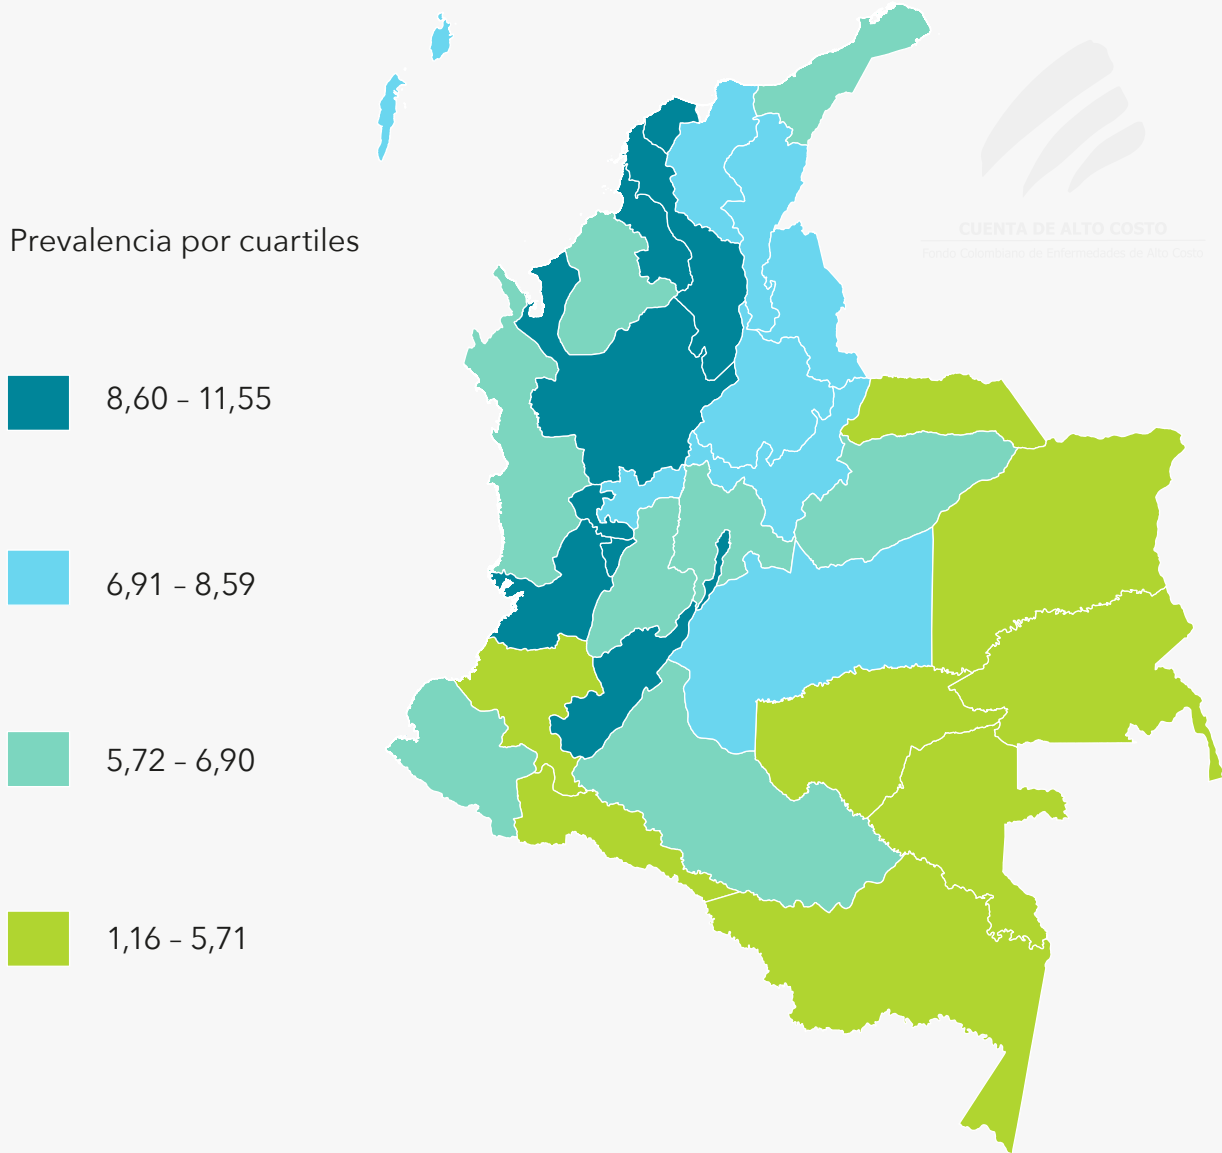 CUENTA DE ALTO COSTO
Fondo Colombiano de Enfermedades de Alto Costo
Prevalencia por cuartiles
8,60 – 11,55
6,91 – 8,59
5,72 – 6,90
1,16 – 5,71